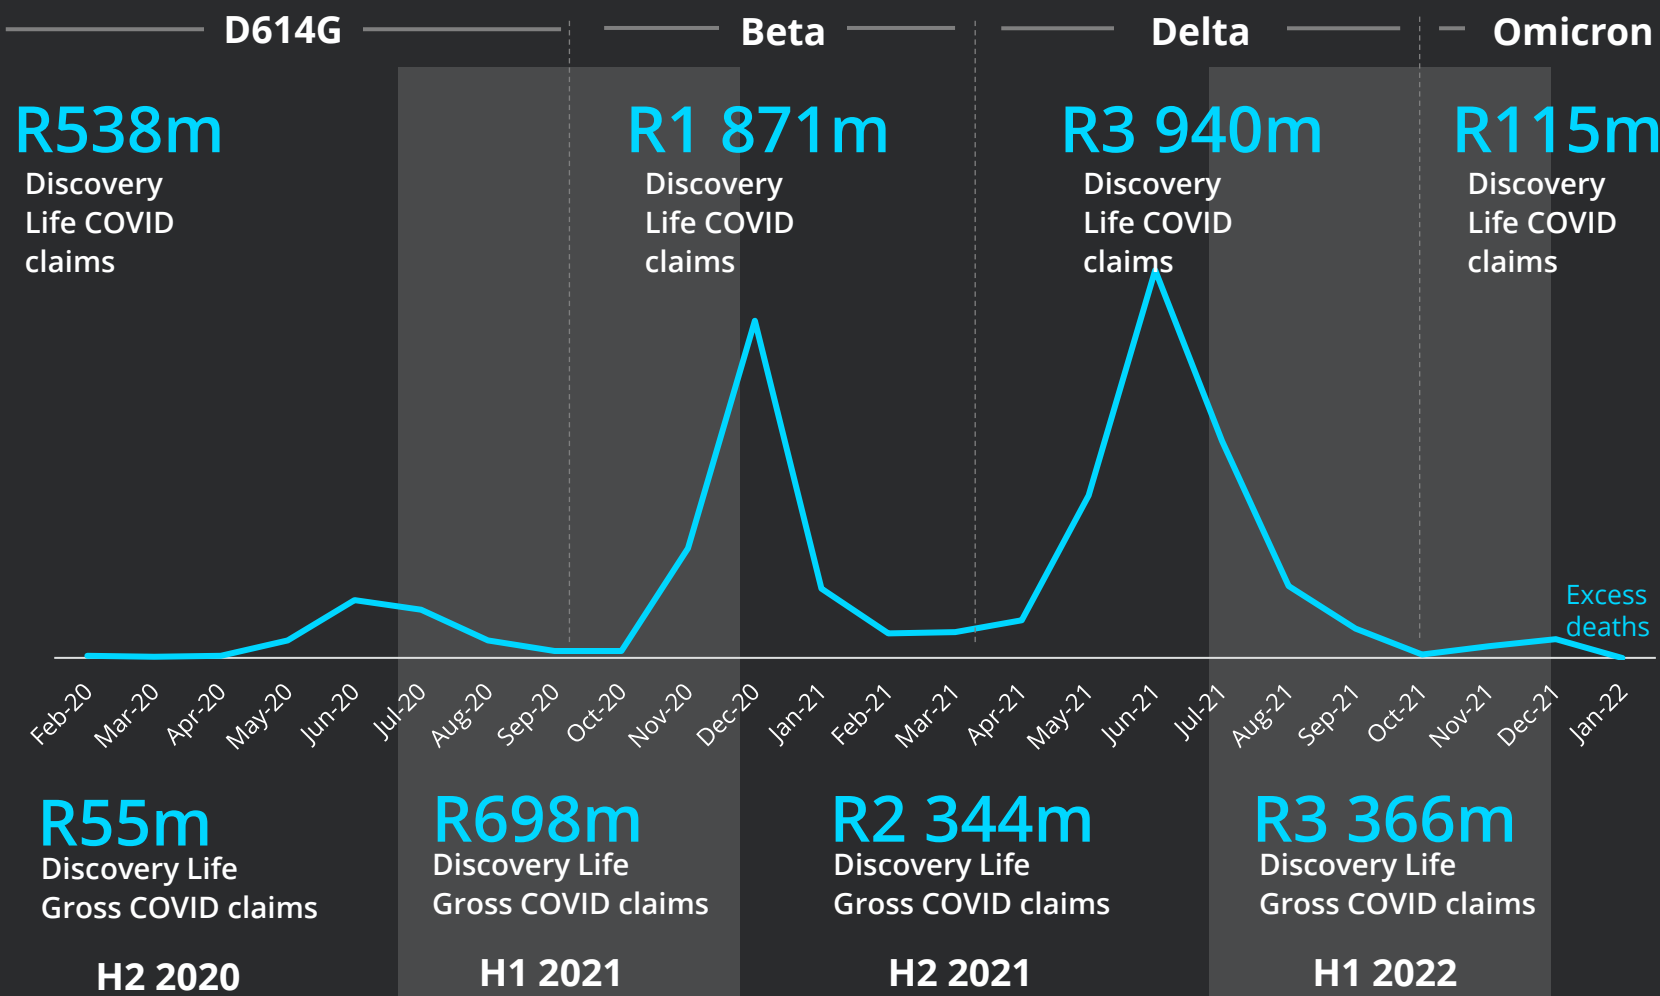 D614G
Beta
Delta
Omicron
R538m
Discovery
Life COVID
claims
R1 871m
Discovery
Life COVID
claims
R3 940m
Discovery
Life COVID
claims
R115m
Discovery
Life COVID
claims
Excess
deaths
Feb-20
Mar-20
Apr-20
May-20
Jun-20
Jul-20
Aug-20
Sep-20
Oct-20
Nov-20
Dec-20
Jan-21
Feb-21
Mar-21
Apr-21
May-21
Jun-21
Jul-21
Aug-21
Sep-21
Oct-21
Nov-21
Dec-21
Jan-22
R55m
Discovery Life
Gross COVID claims
H2 2020
R698m
Discovery Life
Gross COVID claims
H1 2021
R2 344m
Discovery Life
Gross COVID claims
H2 2021
R3 366m
Discovery Life
Gross COVID claims
H1 2022